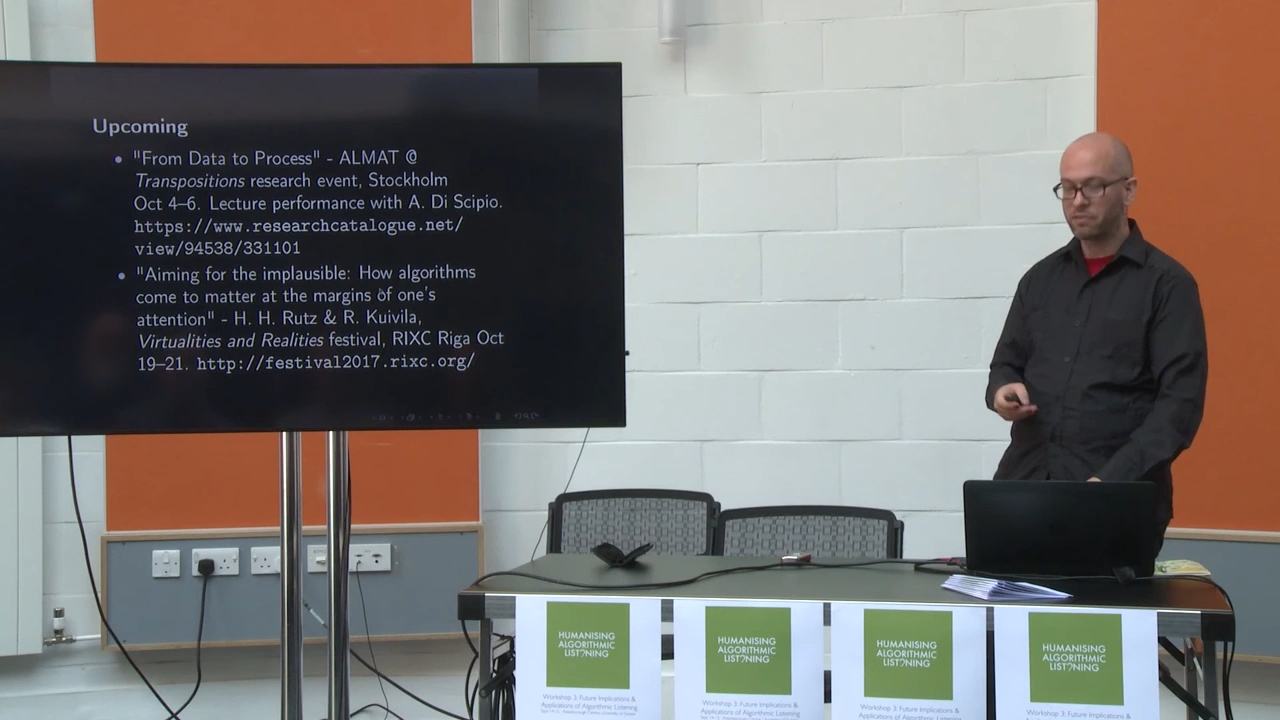 Upcoming
"From Data to Process" - ALMAT @
Transpositions research event, Stockholm
Oct 4–6. Lecture performance with A. Di Scipio.
https://www.researchcatalogue.net/
view/94538/331101
"Aiming for the implausible: How algorithms
come to matter at the margins of one's
attention" - H. H. Rutz & R. Kuivila,
Virtualities and Realities festival, RIXC Riga Oct
19–21. http://festival2017.rixc.org/
HUMANISING
ALGORITHMIC
LISTENING
Workshop 3: Future Implications &
Applications of Algorithmic Listening
HUMANISING
ALGORITHMIC
LISTENING
Workshop 3: Future Implications &
Applications of Algorithmic Listening
HUMANISING
ALGORITHMIC
LISTENING
Workshop 3: Future Implications &
Applications of Algorithmic Listening
HUMANISING
ALGORITHMIC
LISTENING
Workshop 3: Future Implications &